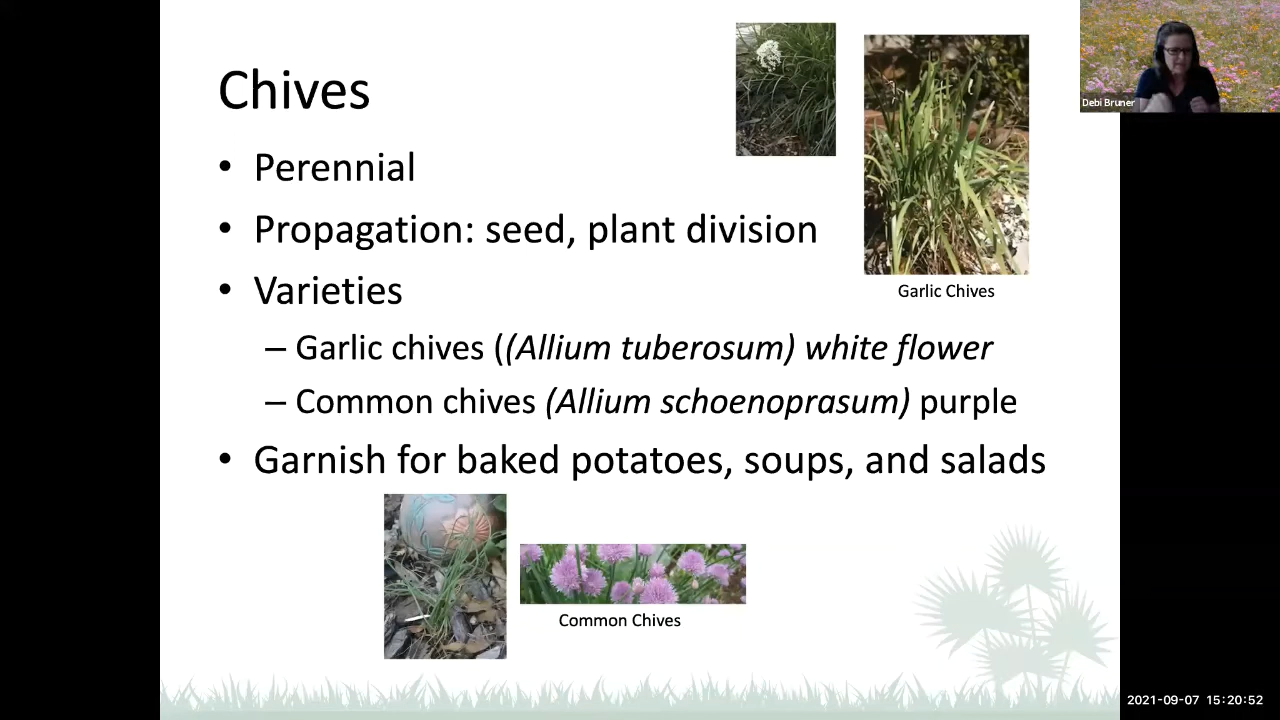 Chives
• Perennial
• Propagation: seed, plant division
• Varieties
– Garlic chives ((Allium tuberosum) white flower
– Common chives (Allium schoenoprasum) purple
• Garnish for baked potatoes, soups, and salads
Garlic Chives
Common Chives
Debi Bruner
2021-09-07 15:20:52